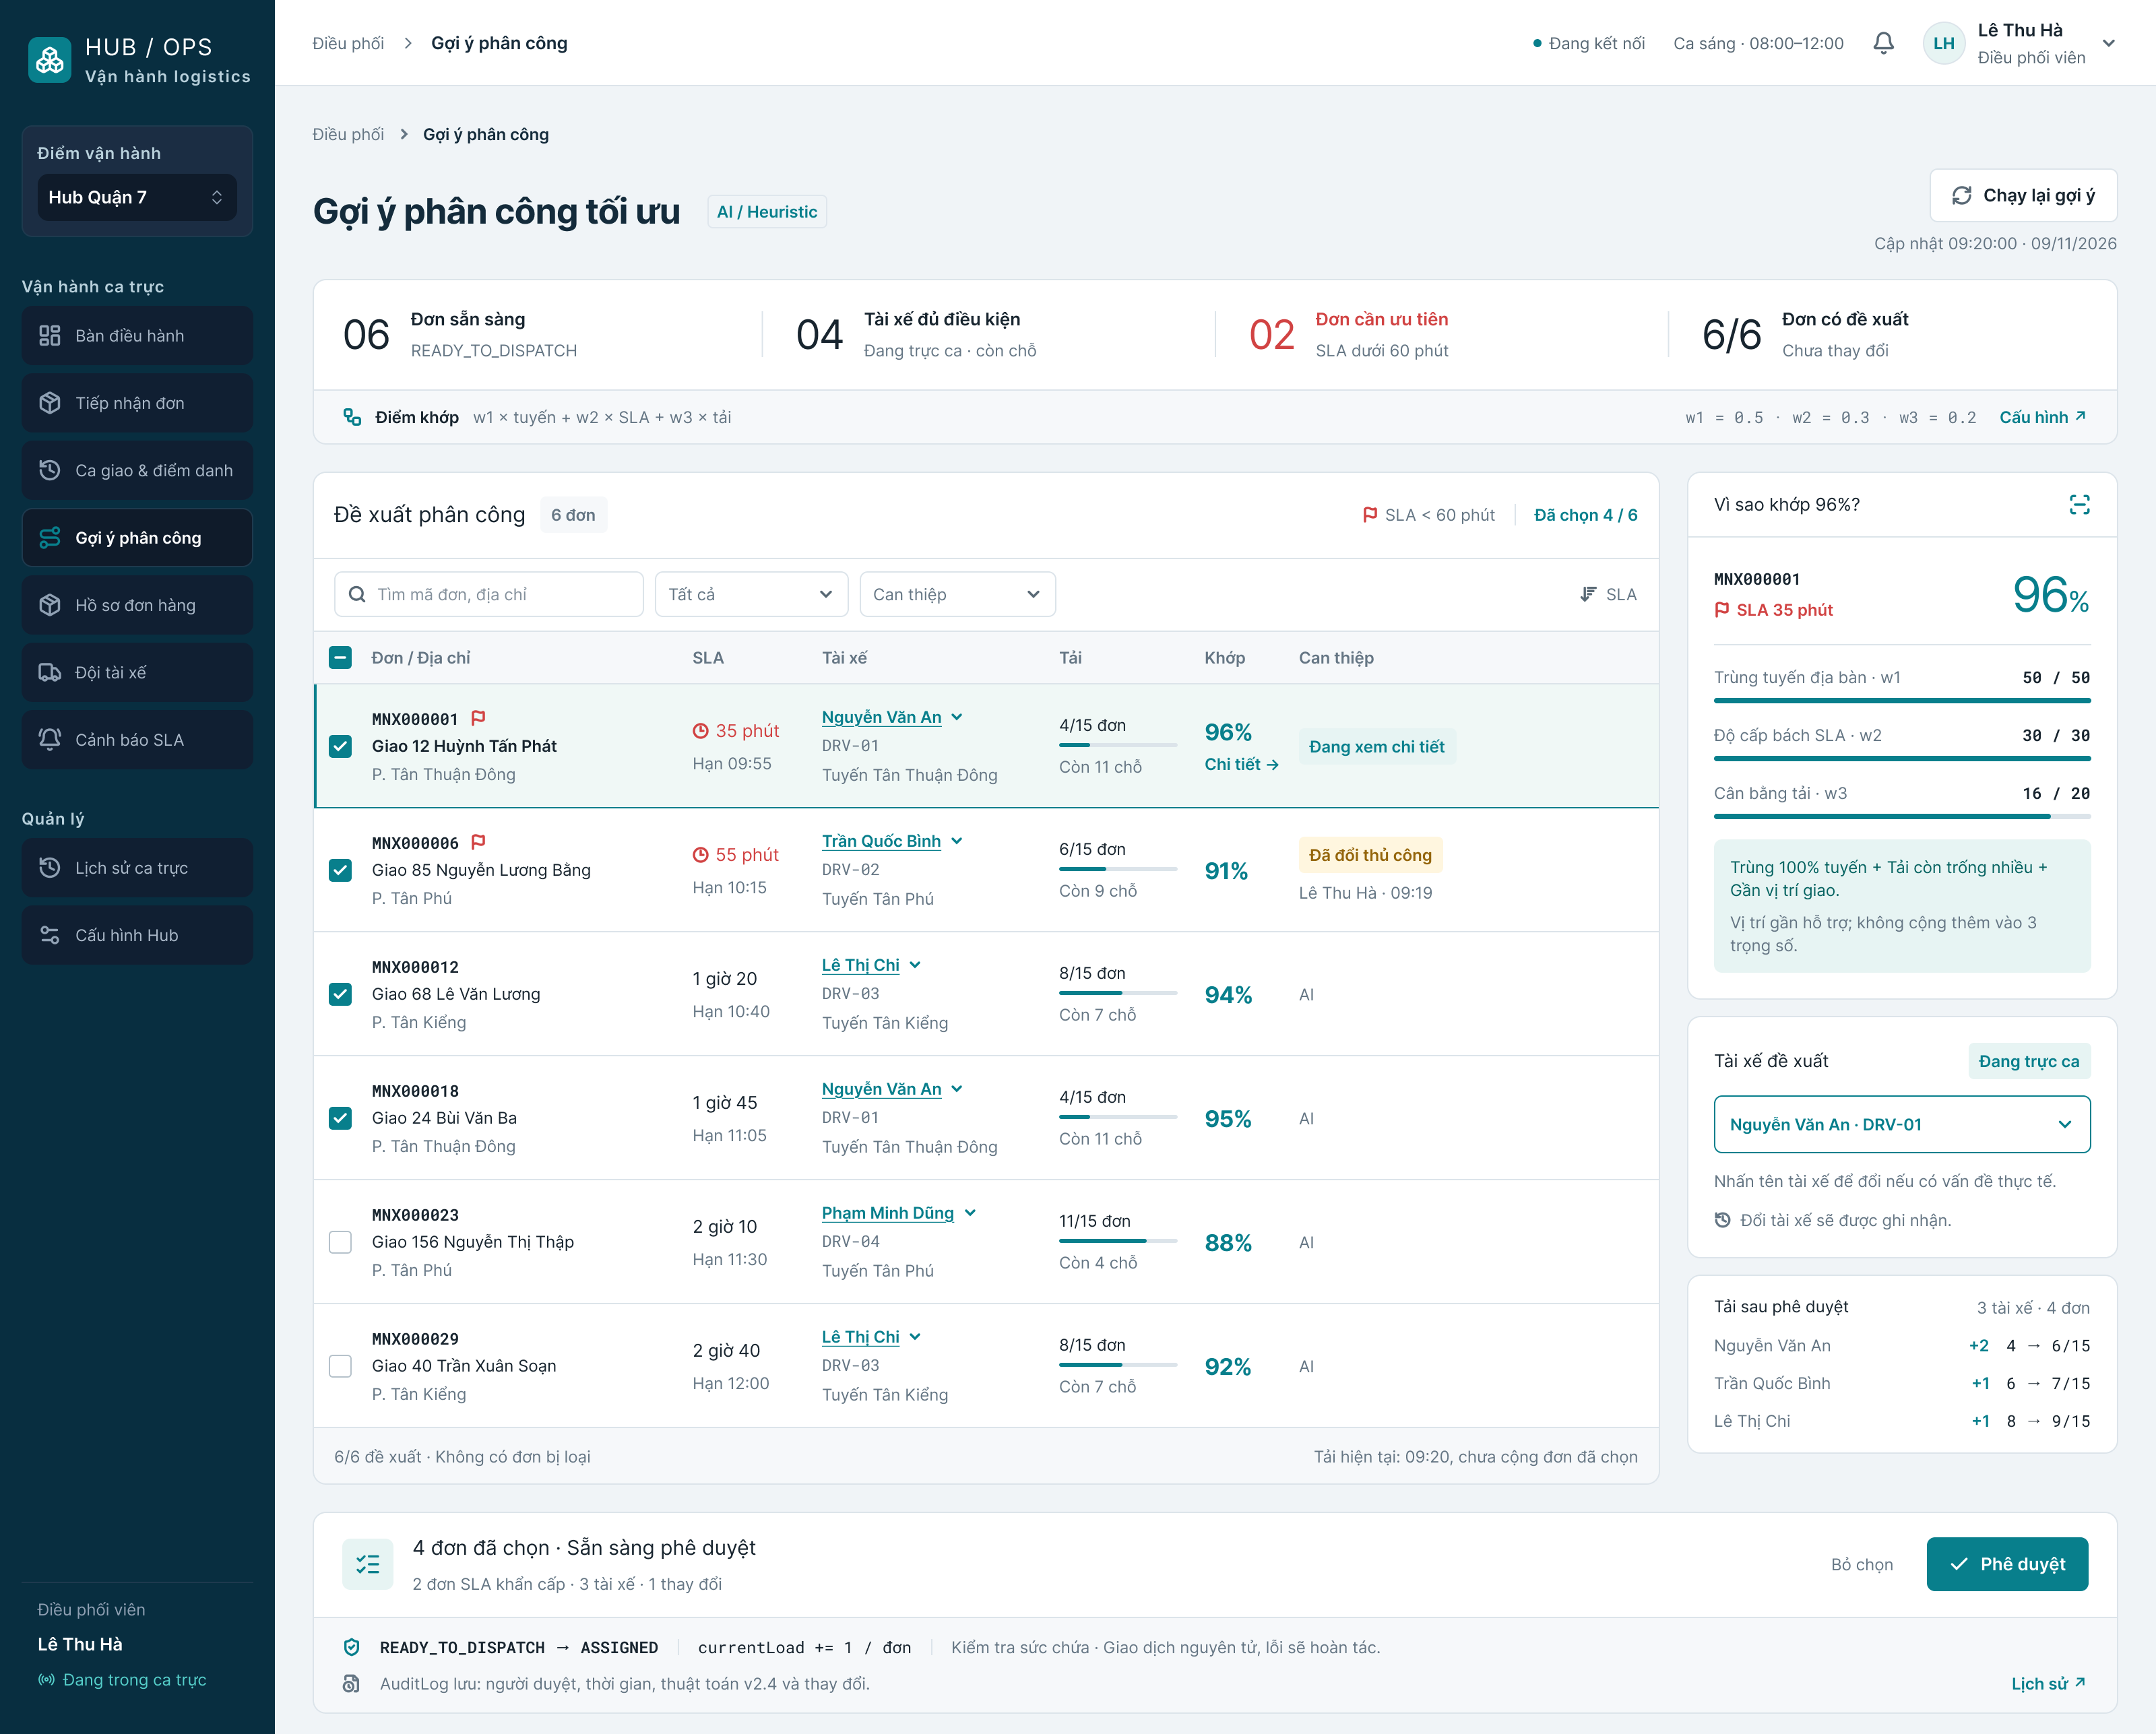 HUB / OPS
Vận hành logistics
Điểm vận hành
Hub Quận 7
Vận hành ca trực
Bàn điều hành
Tiếp nhận đơn
Ca giao & điểm danh
Gợi ý phân công
Hồ sơ đơn hàng
Đội tài xế
Cảnh báo SLA
Quản lý
Lịch sử ca trực
Cấu hình Hub
Điều phối viên
Lê Thu Hà
Đang trong ca trực
Điều phối > Gợi ý phân công
Đang kết nối
Ca sáng · 08:00–12:00
LH
Lê Thu Hà
Điều phối viên
Điều phối > Gợi ý phân công
Gợi ý phân công tối ưu
AI / Heuristic
Chạy lại gợi ý
Cập nhật 09:20:00 · 09/11/2026
06
Đơn sẵn sàng
READY_TO_DISPATCH
04
Tài xế đủ điều kiện
Đang trực ca · còn chỗ
02
Đơn cần ưu tiên
SLA dưới 60 phút
6/6
Đơn có đề xuất
Chưa thay đổi
Điểm khớp w1 × tuyến + w2 × SLA + w3 × tải
w1 = 0.5 · w2 = 0.3 · w3 = 0.2
Cấu hình ↗
Đề xuất phân công
6 đơn
SLA < 60 phút
Đã chọn 4 / 6
Tìm mã đơn, địa chỉ
Tất cả
Can thiệp
SLA
Đơn / Địa chỉ
SLA
Tài xế
Tải
Khớp
Can thiệp
MNX000001
Giao 12 Huỳnh Tấn Phát
P. Tân Thuận Đông
35 phút
Hạn 09:55
Nguyễn Văn An
DRV-01
Tuyến Tân Thuận Đông
4/15 đơn
Còn 11 chỗ
96%
Chi tiết →
Đang xem chi tiết
MNX000006
Giao 85 Nguyễn Lương Bằng
P. Tân Phú
55 phút
Hạn 10:15
Trần Quốc Bình
DRV-02
Tuyến Tân Phú
6/15 đơn
Còn 9 chỗ
91%
Đã đổi thủ công
Lê Thu Hà · 09:19
MNX000012
Giao 68 Lê Văn Lương
P. Tân Kiểng
1 giờ 20
Hạn 10:40
Lê Thị Chi
DRV-03
Tuyến Tân Kiểng
8/15 đơn
Còn 7 chỗ
94%
AI
MNX000018
Giao 24 Bùi Văn Ba
P. Tân Thuận Đông
1 giờ 45
Hạn 11:05
Nguyễn Văn An
DRV-01
Tuyến Tân Thuận Đông
4/15 đơn
Còn 11 chỗ
95%
AI
MNX000023
Giao 156 Nguyễn Thị Thập
P. Tân Phú
2 giờ 10
Hạn 11:30
Phạm Minh Dũng
DRV-04
Tuyến Tân Phú
11/15 đơn
Còn 4 chỗ
88%
AI
MNX000029
Giao 40 Trần Xuân Soạn
P. Tân Kiểng
2 giờ 40
Hạn 12:00
Lê Thị Chi
DRV-03
Tuyến Tân Kiểng
8/15 đơn
Còn 7 chỗ
92%
AI
6/6 đề xuất · Không có đơn bị loại
Tải hiện tại: 09:20, chưa cộng đơn đã chọn
Vì sao khớp 96%?
MNX000001
SLA 35 phút
96%
Trùng tuyến địa bàn · w1
50 / 50
Độ cấp bách SLA · w2
30 / 30
Cân bằng tải · w3
16 / 20
Trùng 100% tuyến + Tải còn trống nhiều +
Gần vị trí giao.
Vị trí gần hỗ trợ; không cộng thêm vào 3
trọng số.
Tài xế đề xuất
Đang trực ca
Nguyễn Văn An · DRV-01
Nhấn tên tài xế để đổi nếu có vấn đề thực tế.
Đổi tài xế sẽ được ghi nhận.
Tải sau phê duyệt
3 tài xế · 4 đơn
Nguyễn Văn An
+2 4 → 6/15
Trần Quốc Bình
+1 6 → 7/15
Lê Thị Chi
+1 8 → 9/15
4 đơn đã chọn · Sẵn sàng phê duyệt
2 đơn SLA khẩn cấp · 3 tài xế · 1 thay đổi
Bỏ chọn
Phê duyệt
READY_TO_DISPATCH → ASSIGNED
currentLoad += 1 / đơn
Kiểm tra sức chứa · Giao dịch nguyên tử, lỗi sẽ hoàn tác.
AuditLog lưu: người duyệt, thời gian, thuật toán v2.4 và thay đổi.
Lịch sử ↗